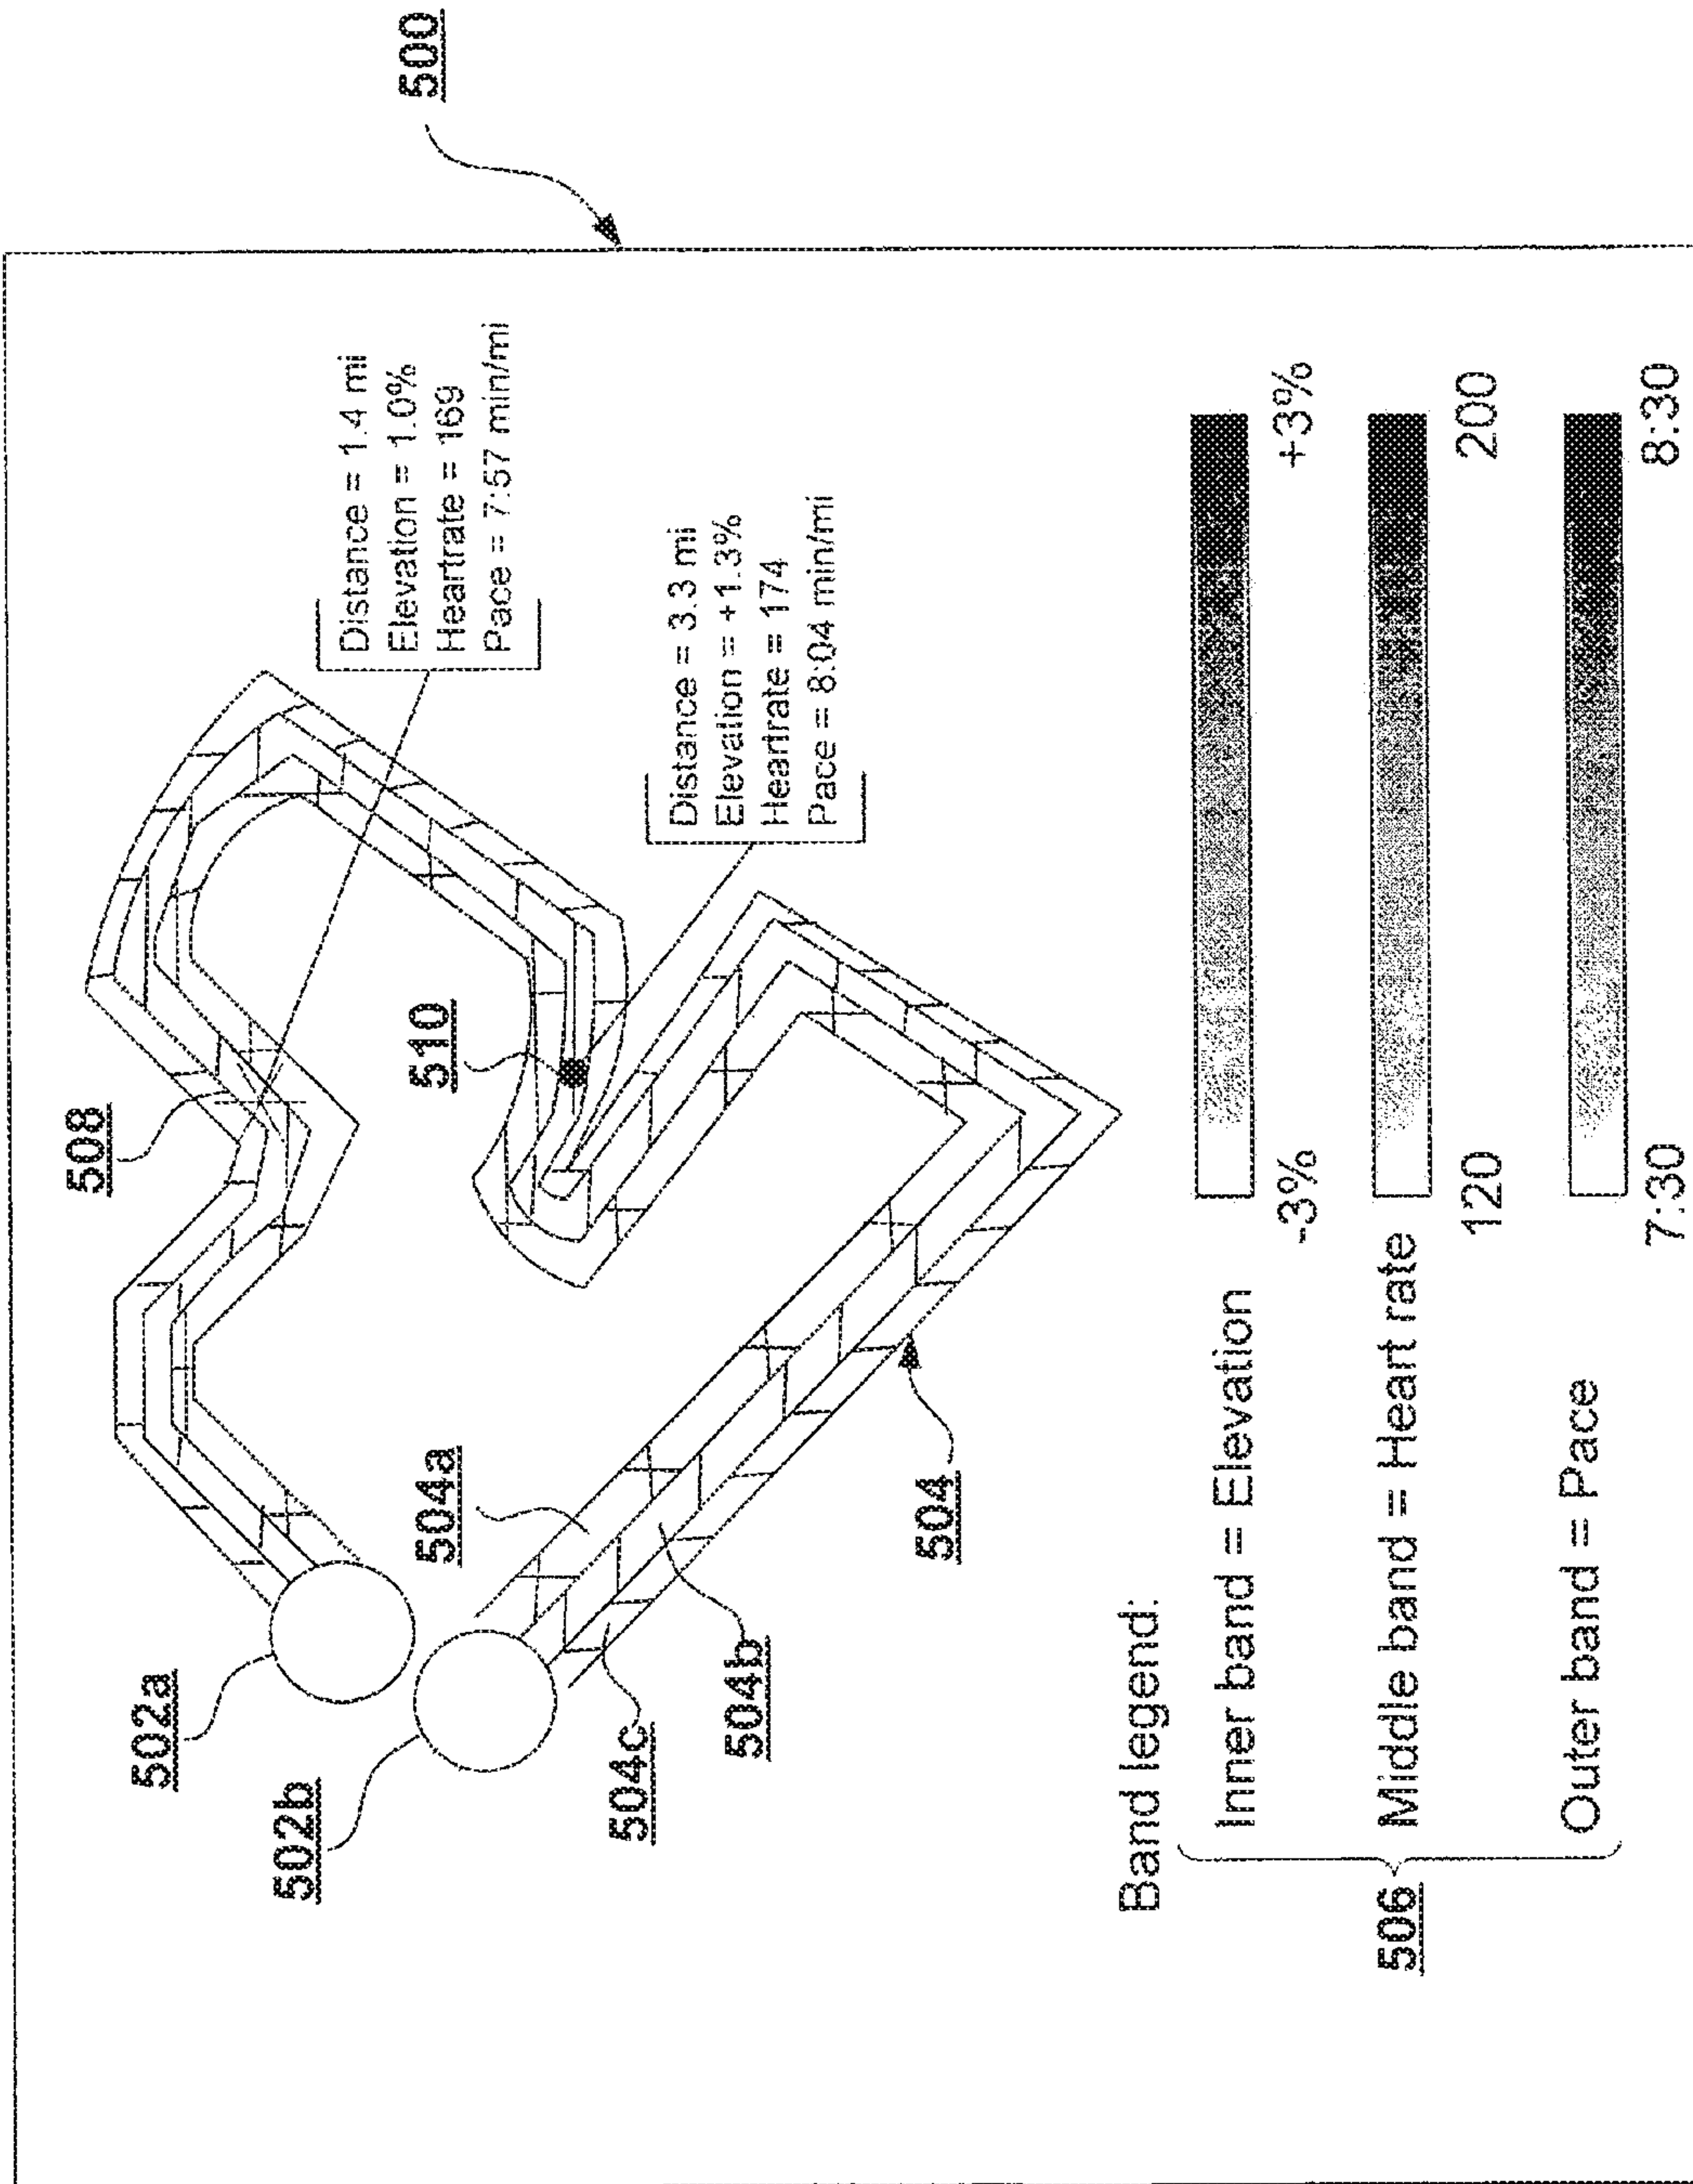 500
508
502a
502b
510
504a
504c
504b
504
Distance = 1.4 mi
Elevation = 1.0%
Heartrate = 169
Pace = 7:57 min/mi
Distance = 3.3 mi
Elevation = +1.3%
Heartrate = 174
Pace = 8:04 min/mi
Band legend:
506
Inner band = Elevation
-3% +3%
Middle band = Heart rate
120 200
Outer band = Pace
7:30 8:30